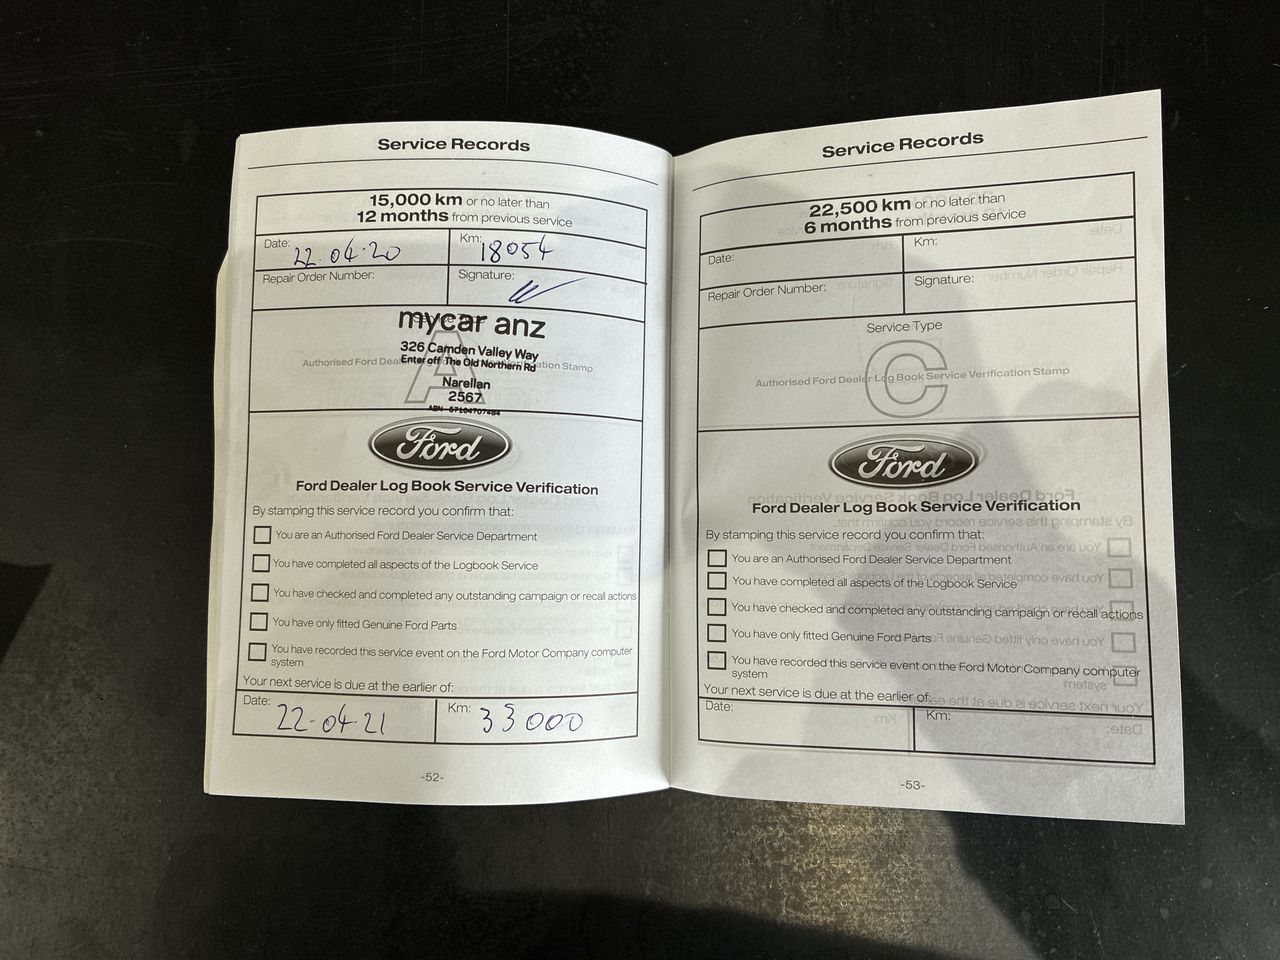 Service Records
15,000 km or no later than
12 months from previous service
Date: 22.04.20
Km: 18054
Repair Order Number:
Signature:
mycar anz
326 Camden Valley Way
Enter off The Old Northern Rd
Narellan
2567
ABN 57164707484
A
Ford
Ford Dealer Log Book Service Verification
By stamping this service record you confirm that:
You are an Authorised Ford Dealer Service Department
You have completed all aspects of the Logbook Service
You have checked and completed any outstanding campaign or recall actions
You have only fitted Genuine Ford Parts
You have recorded this service event on the Ford Motor Company computer
system
Your next service is due at the earlier of:
Date: 22-04-21
Km: 33000
-52-
Service Records
22,500 km or no later than
6 months from previous service
Date:
Km:
Repair Order Number:
Signature:
Service Type
C
Authorised Ford Dealer Log Book Service Verification Stamp
Ford
Ford Dealer Log Book Service Verification
By stamping this service record you confirm that:
You are an Authorised Ford Dealer Service Department
You have completed all aspects of the Logbook Service
You have checked and completed any outstanding campaign or recall actions
You have only fitted Genuine Ford Parts
You have recorded this service event on the Ford Motor Company computer
system
Your next service is due at the earlier of:
Date:
Km:
-53-